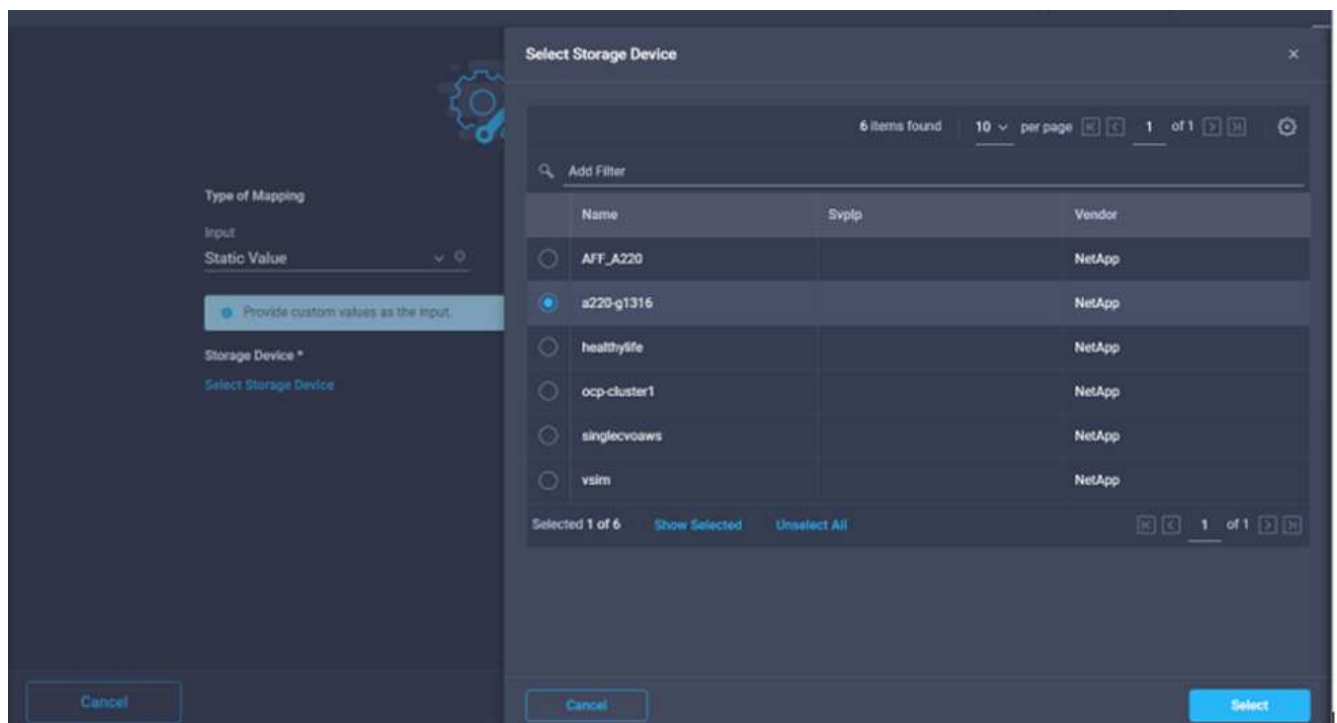 Select Storage Device
6 items found 10 per page 1 of 1
Add Filter
Type of Mapping
Input
Static Value
Provide custom values as the input.
Storage Device *
Select Storage Device
Name SvpIp Vendor
AFF_A220 NetApp
a220-g1316 NetApp
healthylife NetApp
ocp-cluster1 NetApp
singlecvoaws NetApp
vsim NetApp
Selected 1 of 6 Show Selected Unselect All 1 of 1
Cancel
Cancel Select